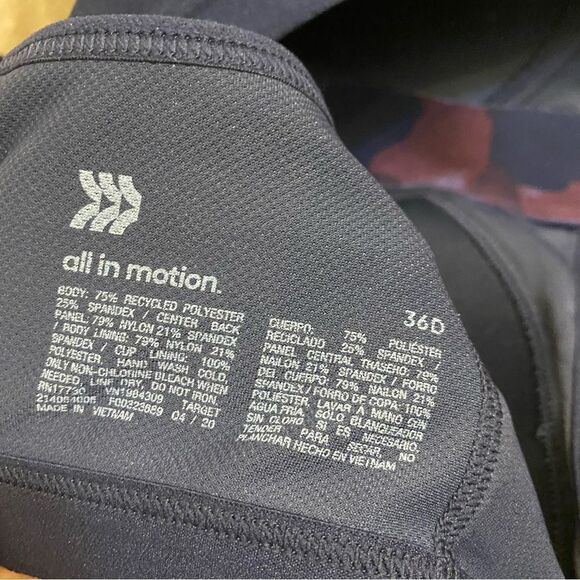 all in motion.
36D
BODY: 75% RECYCLED POLYESTER
25% SPANDEX / CENTER BACK
PANEL: 79% NYLON 21% SPANDEX
/ BODY LINING: 79% NYLON, 21%
SPANDEX / CUP LINING: 100%
POLYESTER, HAND WASH COLD
ONLY NON-CHLORINE BLEACH WHEN
NEEDED, LINE DRY, DO NOT IRON.
RN17730 VN1984309 TARGET
04 / 20
MADE IN VIETNAM
CUERPO: 75% POLIÉSTER
RECICLADO 25% SPANDEX /
PANEL CENTRAL TRASERO: 79%
NAILON 21% SPANDEX / FORRO
DEL CUERPO: 79% NAILON 21%
SPANDEX / FORRO DE COPA: 100%
POLIÉSTER, LAVAR A MANO CON
AGUA FRÍA, SOLO BLANQUEADOR
SIN CLORO SI ES NECESARIO,
TENDER PARA SECAR, NO
PLANCHAR HECHO EN VIETNAM